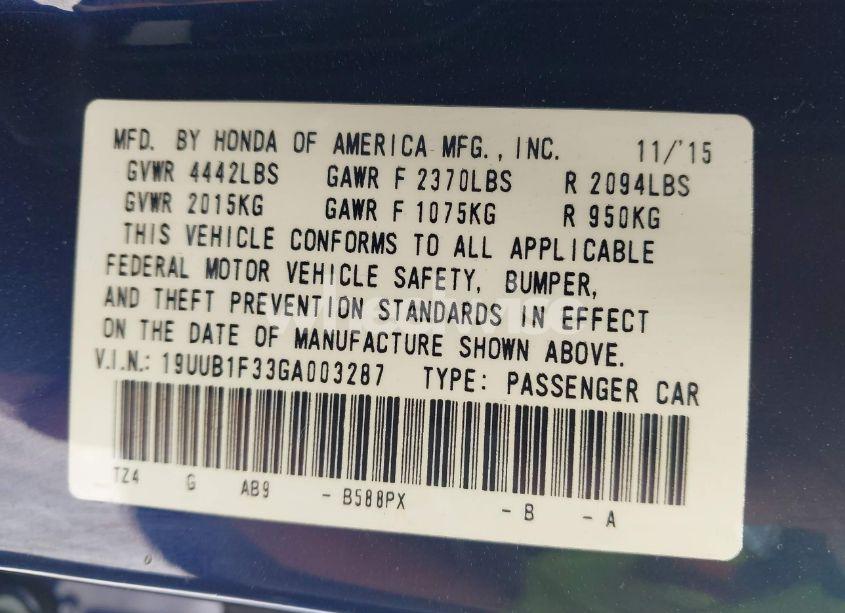 MFD. BY HONDA OF AMERICA MFG., INC. 11/'15
GVWR 4442LBS GAWR F 2370LBS R 2094LBS
GVWR 2015KG GAWR F 1075KG R 950KG
THIS VEHICLE CONFORMS TO ALL APPLICABLE
FEDERAL MOTOR VEHICLE SAFETY, BUMPER,
AND THEFT PREVENTION STANDARDS IN EFFECT
ON THE DATE OF MANUFACTURE SHOWN ABOVE.
V.I.N.: 19UUB1F33GA003287 TYPE: PASSENGER CAR
TZ4 G AB9 - B588PX - B - A